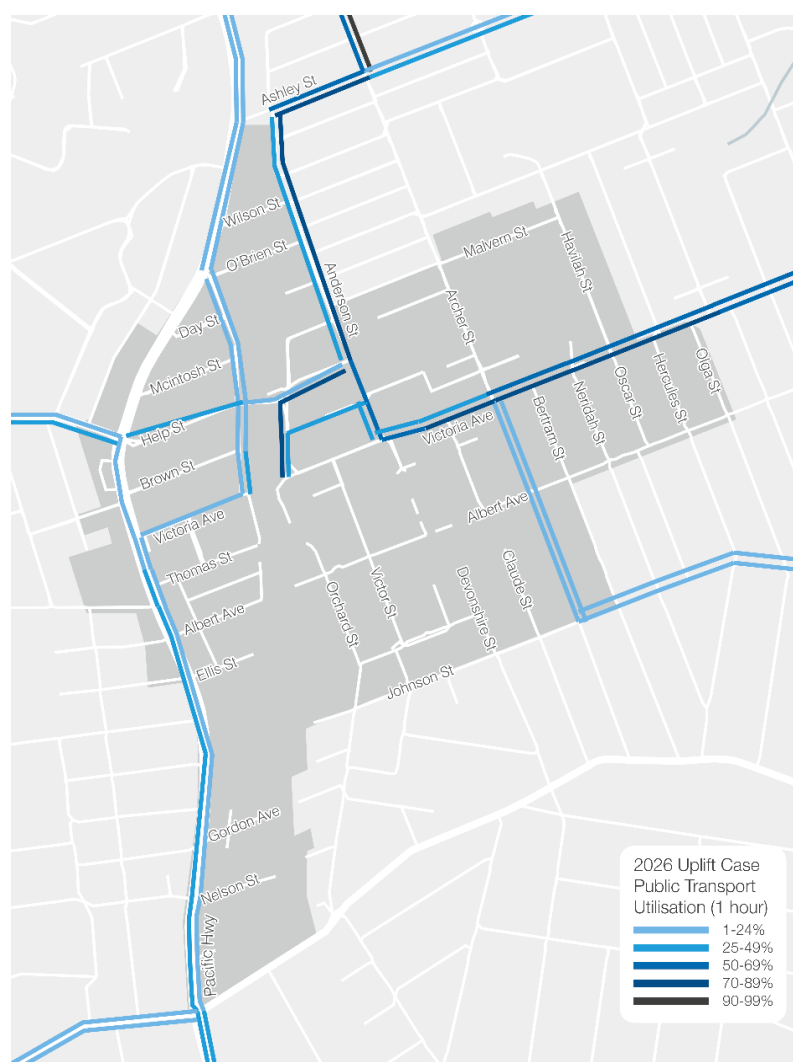 Ashley St
Wilson St
O'Brien St
Malvern St
Havilah St
Anderson St
Archer St
Day St
Mcintosh St
Help St
Brown St
Victoria Ave
Bertram St
Neridah St
Oscar St
Hercules St
Olga St
Victoria Ave
Albert Ave
Thomas St
Albert Ave
Ellis St
Orchard St
Victor St
Devonshire St
Claude St
Johnson St
Gordon Ave
Nelson St
Pacific Hwy
2026 Uplift Case
Public Transport
Utilisation (1 hour)
1-24%
25-49%
50-69%
70-89%
90-99%